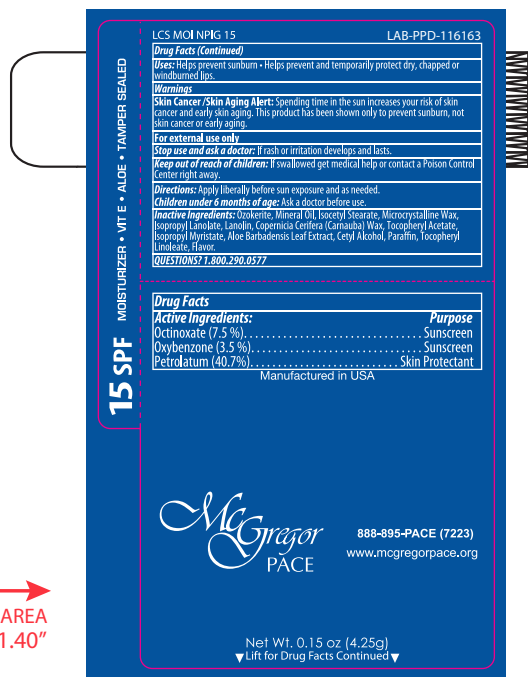 LCS MOI NPIG 15 LAB-PPD-116163
Drug Facts (Continued)
Uses: Helps prevent sunburn • Helps prevent and temporarily protect dry, chapped or
windburned lips.
Warnings
Skin Cancer /Skin Aging Alert: Spending time in the sun increases your risk of skin
cancer and early skin aging. This product has been shown only to prevent sunburn, not
skin cancer or early aging.
For external use only
Stop use and ask a doctor: If rash or irritation develops and lasts.
Keep out of reach of children: If swallowed get medical help or contact a Poison Control
Center right away.
Directions: Apply liberally before sun exposure and as needed.
Children under 6 months of age: Ask a doctor before use.
Inactive Ingredients: Ozokerite, Mineral Oil, Isocetyl Stearate, Microcrystalline Wax,
Isopropyl Lanolate, Lanolin, Copernicia Cerifera (Carnauba) Wax, Tocopheryl Acetate,
Isopropyl Myristate, Aloe Barbadensis Leaf Extract, Cetyl Alcohol, Paraffin, Tocopheryl
Linoleate, Flavor.
QUESTIONS? 1.800.290.0577
15 SPF MOISTURIZER • VIT E • ALOE • TAMPER SEALED
Drug Facts
Active Ingredients: Purpose
Octinoxate (7.5 %)..............................Sunscreen
Oxybenzone (3.5 %).............................Sunscreen
Petrolatum (40.7%).........................Skin Protectant
Manufactured in USA
McGregor
PACE
888-895-PACE (7223)
www.mcgregorpace.org
AREA
1.40"
Net Wt. 0.15 oz (4.25g)
▼Lift for Drug Facts Continued▼